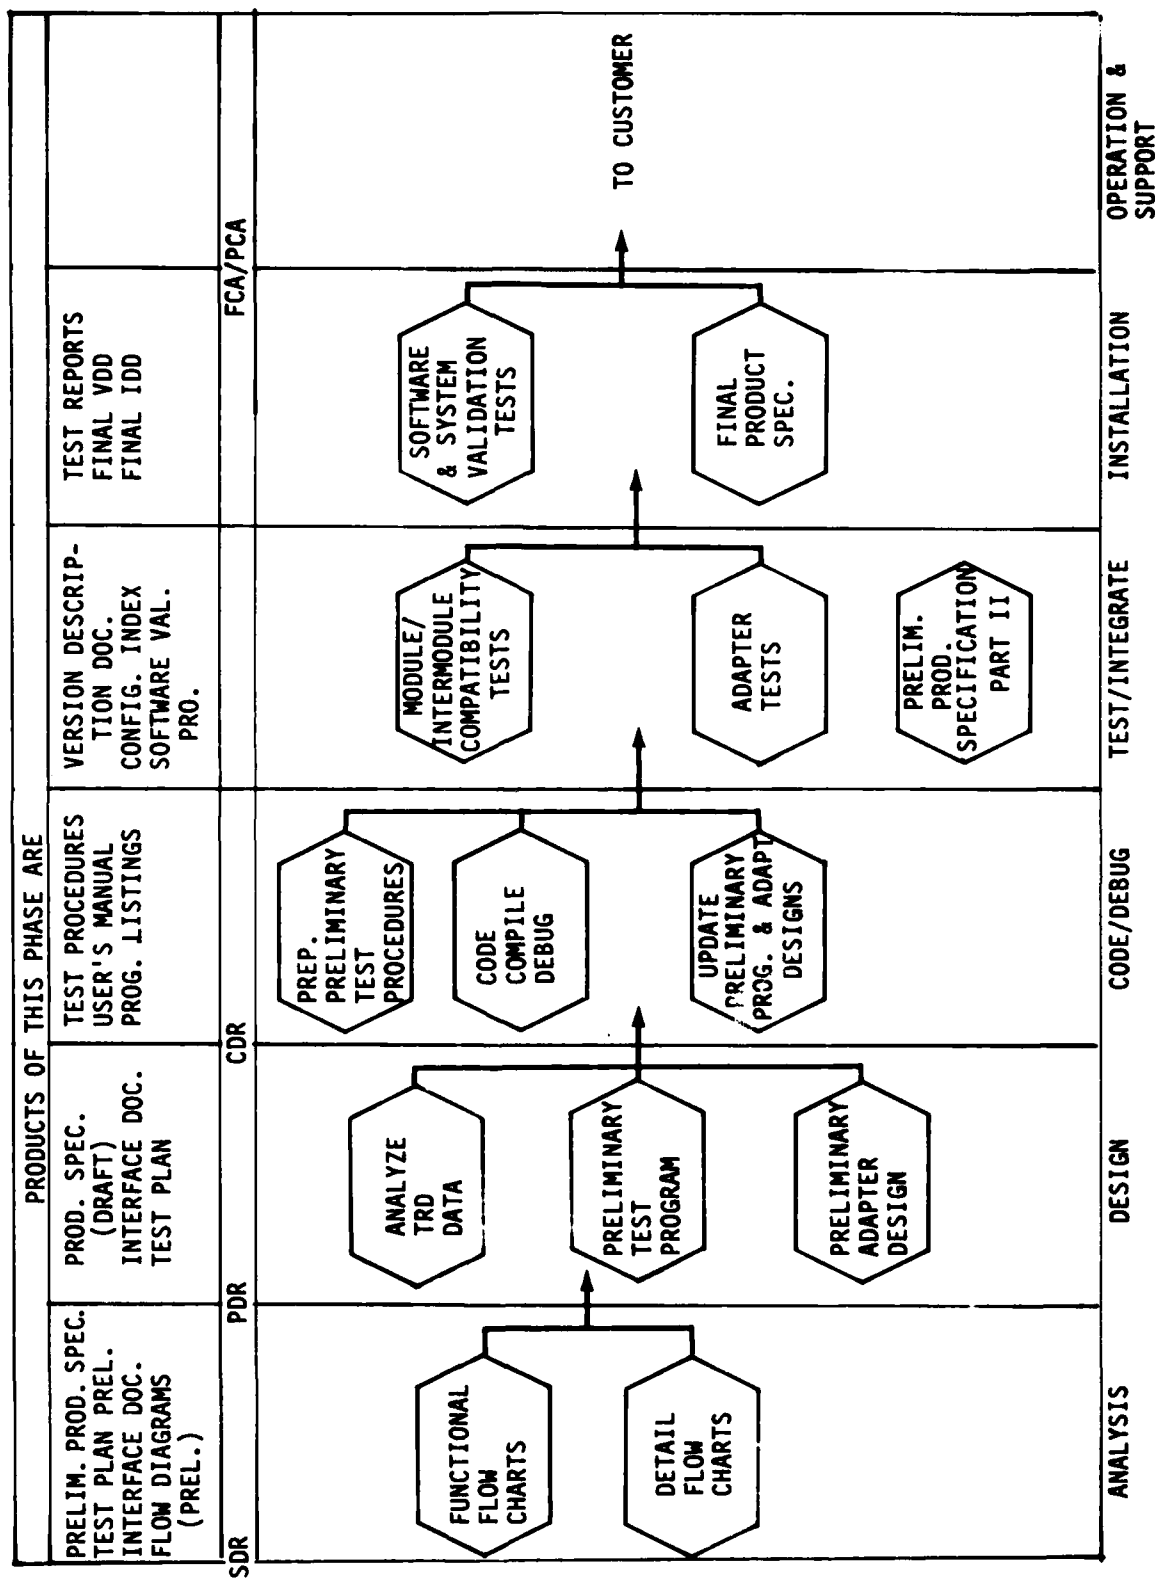 PRODUCTS OF THIS PHASE ARE
PRELIM. PROD. SPEC.
TEST PLAN PREL.
INTERFACE DOC.
FLOW DIAGRAMS
(PREL.)
PROD. SPEC.
(DRAFT)
INTERFACE DOC.
TEST PLAN
TEST PROCEDURES
USER'S MANUAL
PROG. LISTINGS
VERSION DESCRIP-
TION DOC.
CONFIG. INDEX
SOFTWARE VAL.
PRO.
TEST REPORTS
FINAL VDD
FINAL IDD
SDR
PDR
CDR
FCA/PCA
FUNCTIONAL
FLOW
CHARTS
DETAIL
FLOW
CHARTS
ANALYZE
TRD
DATA
PRELIMINARY
TEST
PROGRAM
PRELIMINARY
ADAPTER
DESIGN
PREP.
PRELIMINARY
TEST
PROCEDURES
CODE
COMPILE
DEBUG
UPDATE
PRELIMINARY
PROG. & ADAPT
DESIGNS
MODULE/
INTERMODULE
COMPATIBILITY
TESTS
ADAPTER
TESTS
PRELIM.
PROD.
SPECIFICATION
PART II
SOFTWARE
& SYSTEM
VALIDATION
TESTS
FINAL
PRODUCT
SPEC.
TO CUSTOMER
ANALYSIS
DESIGN
CODE/DEBUG
TEST/INTEGRATE
INSTALLATION
OPERATION &
SUPPORT